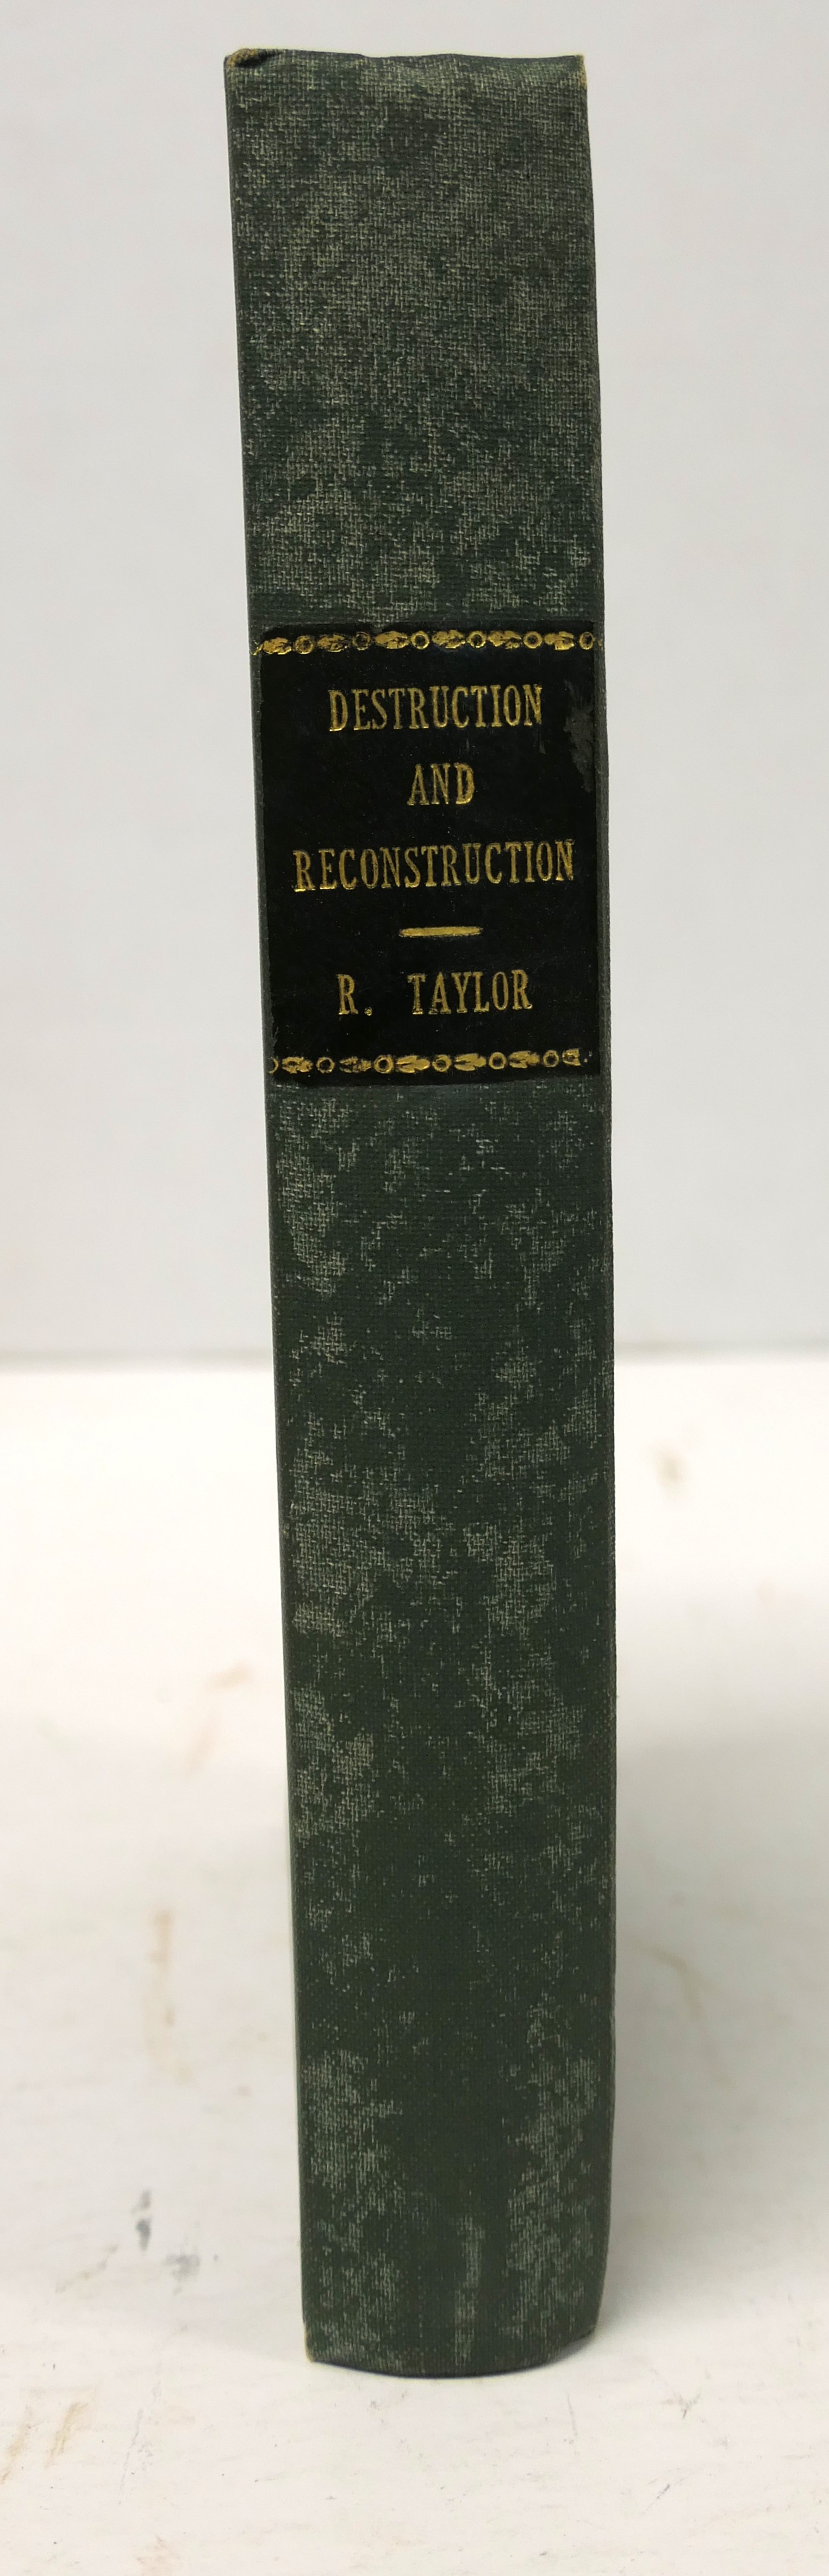 DESTRUCTION
AND
RECONSTRUCTION
R. TAYLOR